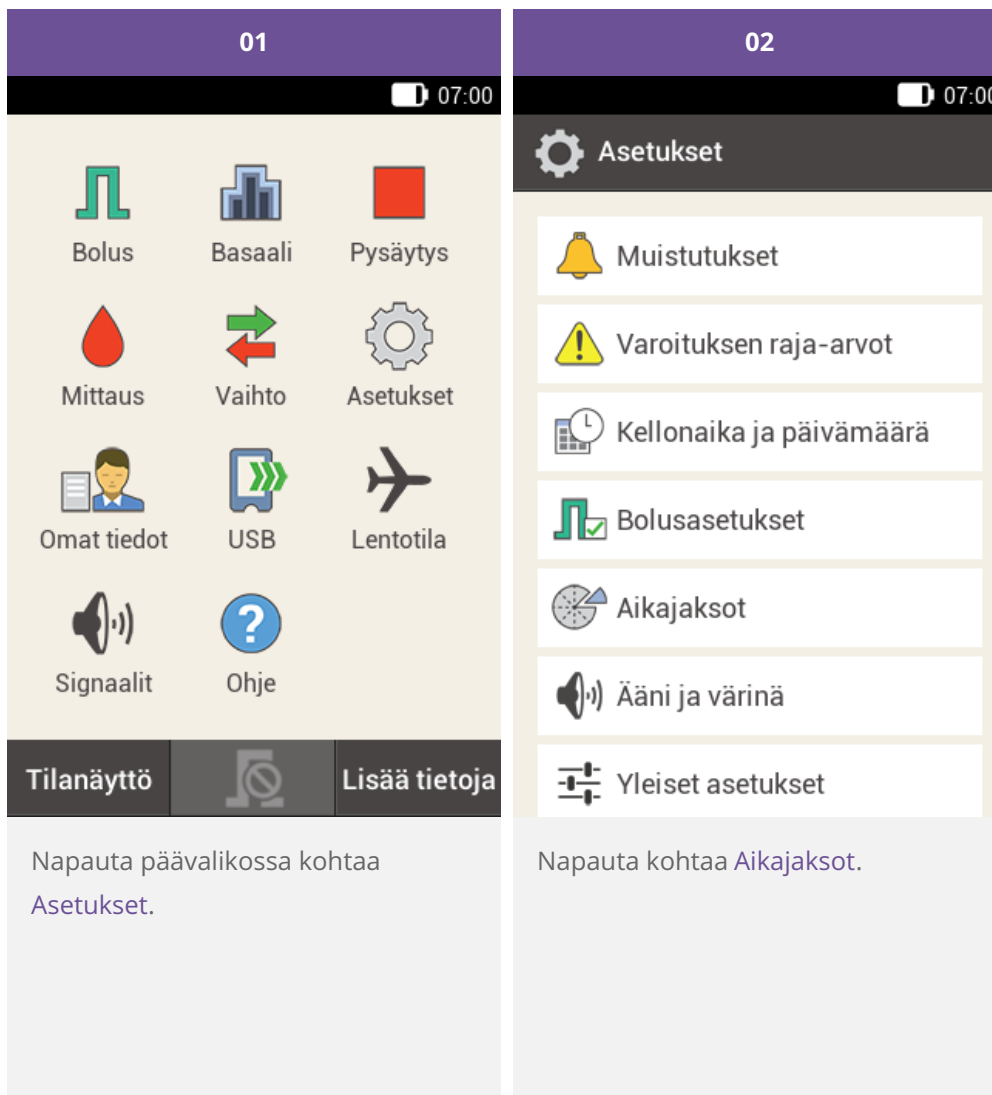 01
07:00
Bolus Basaali Pysäytys
Mittaus Vaihto Asetukset
Omat tiedot USB Lentotila
Signaalit Ohje
Tilanäyttö Lisää tietoja
Napauta päävalikossa kohtaa
Asetukset.
02
07:00
Asetukset
Muistutukset
Varoituksen raja-arvot
Kellonaika ja päivämäärä
Bolusasetukset
Aikajaksot
Ääni ja värinä
Yleiset asetukset
Napauta kohtaa Aikajaksot.